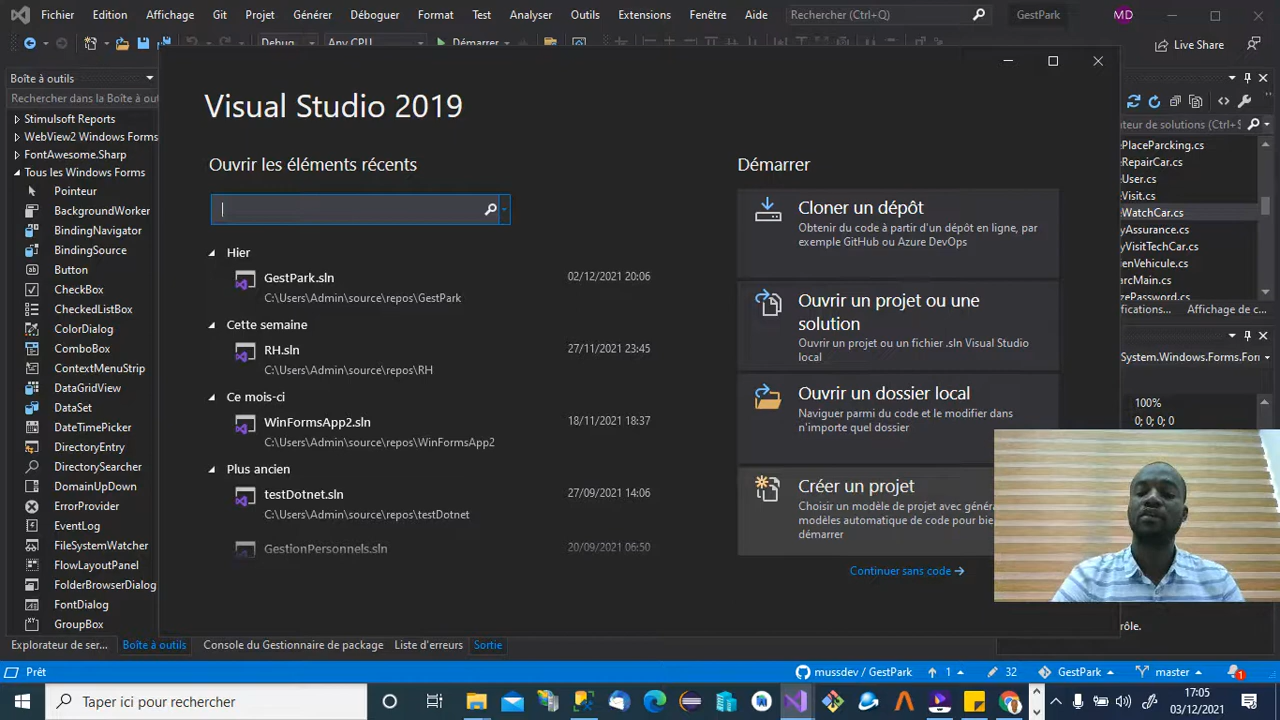 Fichier Edition Affichage Git Projet Générer Déboguer Format Test Analyser Outils Extensions Fenêtre Aide Rechercher (Ctrl+Q) GestPark MD
Debug Any CPU Démarrer Live Share
Boîte à outils
Rechercher dans la Boîte à out
Stimulsoft Reports
WebView2 Windows Forms
FontAwesome.Sharp
Tous les Windows Forms
Pointeur
BackgroundWorker
BindingNavigator
BindingSource
Button
CheckBox
CheckedListBox
ColorDialog
ComboBox
ContextMenuStrip
DataGridView
DataSet
DateTimePicker
DirectoryEntry
DirectorySearcher
DomainUpDown
ErrorProvider
EventLog
FileSystemWatcher
FlowLayoutPanel
FolderBrowserDialog
FontDialog
GroupBox
Visual Studio 2019
Ouvrir les éléments récents
Hier
GestPark.sln 02/12/2021 20:06
C:\Users\Admin\source\repos\GestPark
Cette semaine
RH.sln 27/11/2021 23:45
C:\Users\Admin\source\repos\RH
Ce mois-ci
WinFormsApp2.sln 18/11/2021 18:37
C:\Users\Admin\source\repos\WinFormsApp2
Plus ancien
testDotnet.sln 27/09/2021 14:06
C:\Users\Admin\source\repos\testDotnet
GestionPersonnels.sln 20/09/2021 06:50
Démarrer
Cloner un dépôt
Obtenir du code à partir d'un dépôt en ligne, par
exemple GitHub ou Azure DevOps
Ouvrir un projet ou une
solution
Ouvrir un projet ou un fichier .sln Visual Studio
local
Ouvrir un dossier local
Naviguer parmi du code et le modifier dans
n'importe quel dossier
Créer un projet
Choisir un modèle de projet avec géné
modèles automatique de code pour bie
démarrer
Continuer sans code →
ateur de solutions (Ctrl+$
PlaceParcking.cs
RepairCar.cs
User.cs
Visit.cs
WatchCar.cs
yAssurance.cs
yVisitTechCar.cs
ienVehicule.cs
arcMain.cs
zePassword.cs
ifications... Affichage de c...
System.Windows.Forms.Forr
100%
0; 0; 0; 0
rôle.
Explorateur de ser... Boîte à outils Console du Gestionnaire de package Liste d'erreurs Sortie
Prêt mussdev / GestPark 1 32 GestPark master 1
Taper ici pour rechercher 17:05
03/12/2021